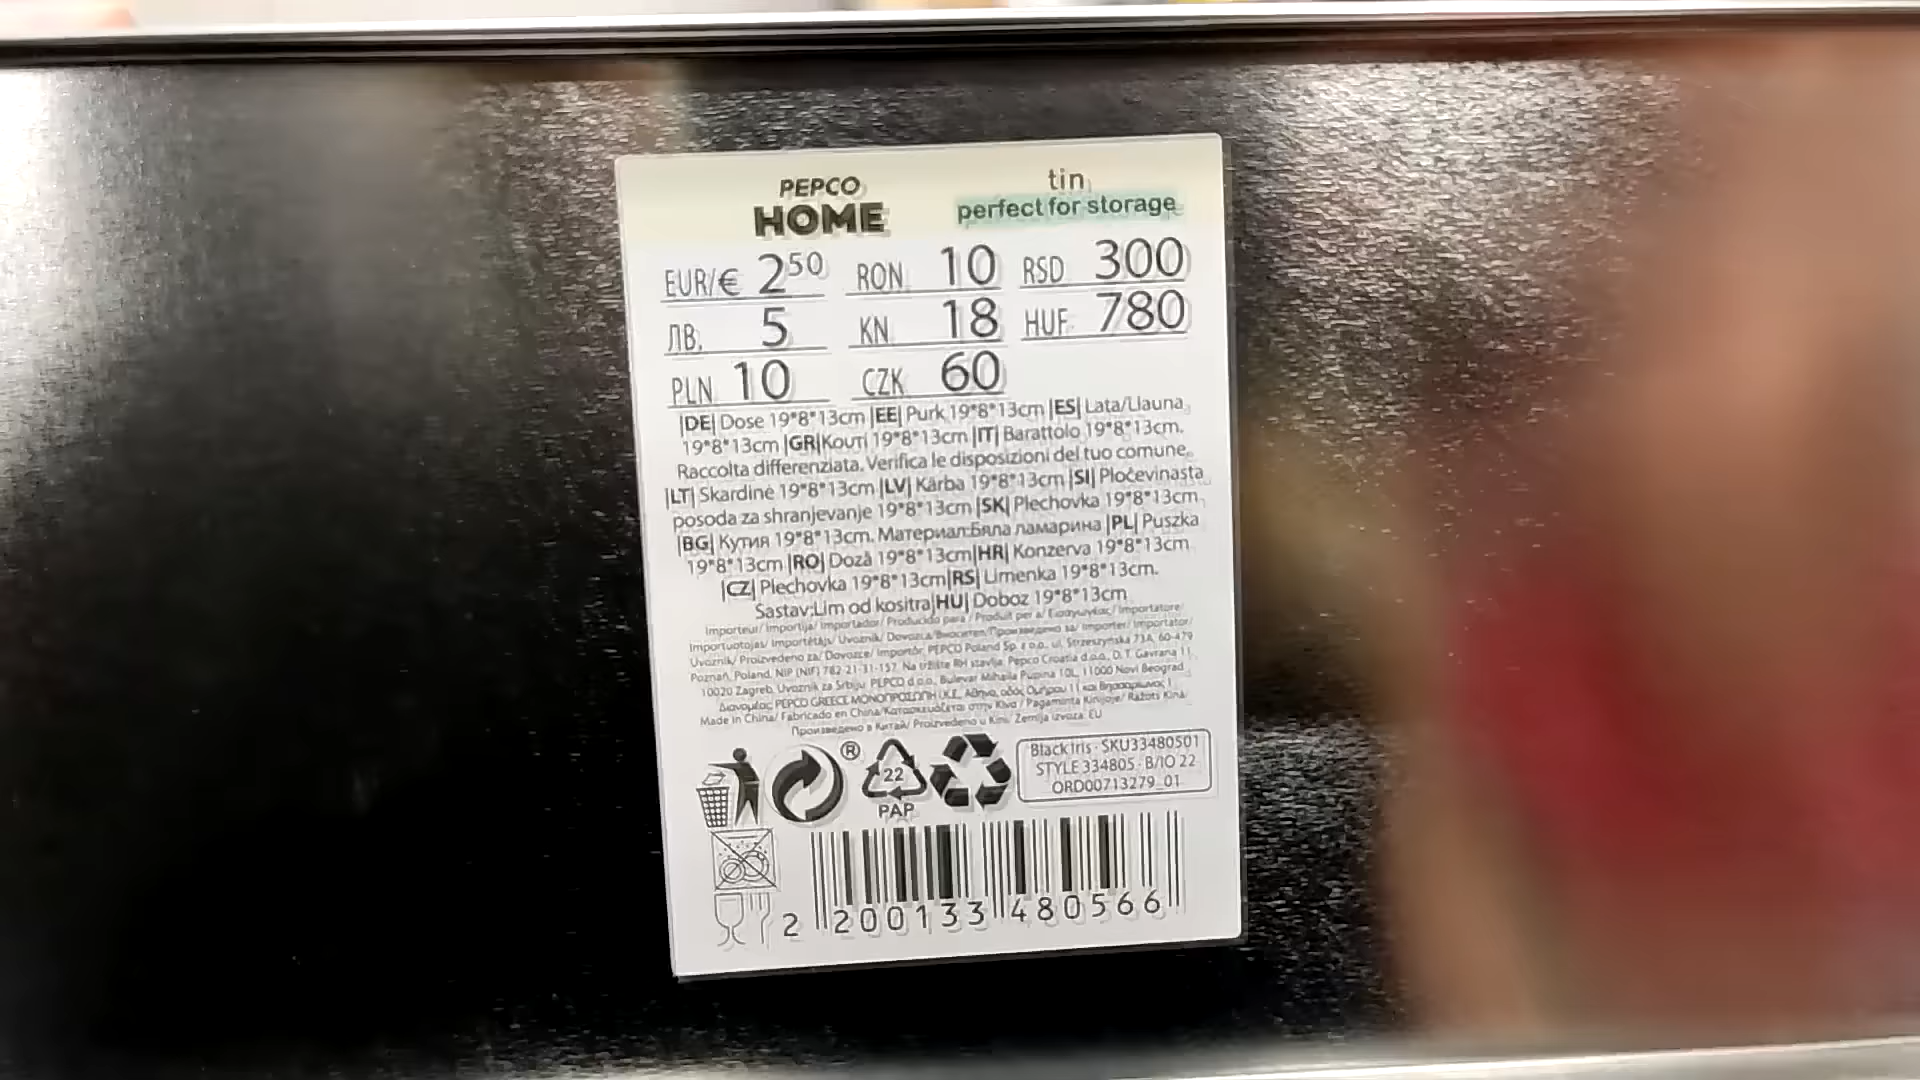 PEPCO
HOME
tin
perfect for storage
EUR/€ 2⁵⁰ RON 10 RSD 300
ЛВ. 5 KN 18 HUF 780
PLN 10 CZK 60
|DE| Dose 19*8*13cm |EE| Purk 19*8*13cm |ES| Lata/Llauna
19*8*13cm |GR| Κουτί 19*8*13cm |IT| Barattolo 19*8*13cm.
Raccolta differenziata. Verifica le disposizioni del tuo comune.
|LT| Skardinė 19*8*13cm |LV| Kārba 19*8*13cm |SI| Pločevinasta
posoda za shranjevanje 19*8*13cm |SK| Plechovka 19*8*13cm
|BG| Кутия 19*8*13cm. Материал:Бяла ламарина |PL| Puszka
19*8*13cm |RO| Doză 19*8*13cm |HR| Konzerva 19*8*13cm
|CZ| Plechovka 19*8*13cm |RS| Limenka 19*8*13cm.
Sastav:Lim od kositra |HU| Doboz 19*8*13cm
Importeur/ Importija/ Importador/ Producido para/ Produit per a/ Εισαγωγέας/ Importatore/
Importuotojas/ Importētājs/ Uvoznik/ Dovozca/ Вносител/ Произведено за/ Importer/ Importator/
Uvoznik/ Proizvedeno za/ Dovozce/ Importőr: PEPCO Poland Sp. z o.o., ul. Strzeszyńska 73A, 60-479
Poznań, Poland, NIP (NIF) 782-21-31-157. Na tržište RH stavlja: Pepco Croatia d.o.o., D. T. Gavrana 11,
10020 Zagreb. Uvoznik za Srbiju: PEPCO d.o.o., Bulevar Mihajla Pupina 10L, 11000 Novi Beograd
Διανομέας: PEPCO GREECE ΜΟΝΟΠΡΟΣΩΠΗ Ι.Κ.Ε., Αθήνα, οδός Ομήρου 11 και Βησσαρίωνος 1
Made in China/ Fabricado en China/ Κατασκευάζεται στην Κίνα/ Pagaminta Kinijoje/ Ražots Ķīnā/
Произведено в Китай/ Proizvedeno u Kini/ Zemlja uvoza: EU
®
22
PAP
Black Iris · SKU33480501
STYLE 334805 · B/IO 22
ORD00713279_01
2 200133 480566